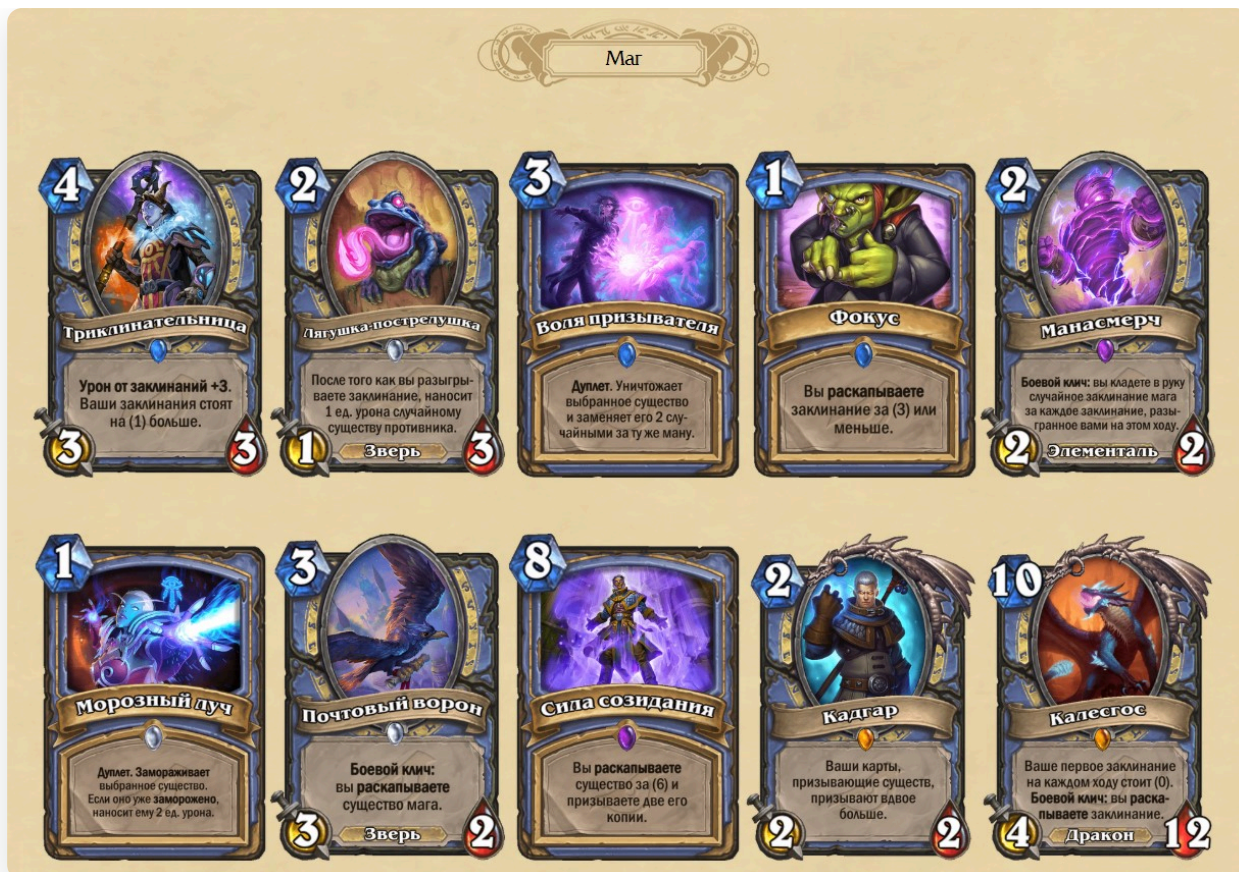 Маг
4
Триклинательница
Урон от заклинаний +3.
Ваши заклинания стоят
на (1) больше.
3
3
2
Лягушка-пострелушка
После того как вы разыгры-
ваете заклинание, наносит
1 ед. урона случайному
существу противника.
1
Зверь
3
3
Воля призывателя
Дуплет. Уничтожает
выбранное существо
и заменяет его 2 слу-
чайными за ту же ману.
1
Фокус
Вы раскапываете
заклинание за (3) или
меньше.
2
Манасмерч
Боевой клич: вы кладете в руку
случайное заклинание мага
за каждое заклинание, разы-
гранное вами на этом ходу.
2
Элементаль
2
1
Морозный луч
Дуплет. Замораживает
выбранное существо.
Если оно уже заморожено,
наносит ему 2 ед. урона.
3
Почтовый ворон
Боевой клич:
вы раскапываете
существо мага.
3
Зверь
2
8
Сила созидания
Вы раскапываете
существо за (6) и
призываете две его
копии.
2
Кадгар
Ваши карты,
призывающие существ,
призывают вдвое
больше.
2
2
10
Калесгос
Ваше первое заклинание
на каждом ходу стоит (0).
Боевой клич: вы раска-
пываете заклинание.
4
Дракон
12